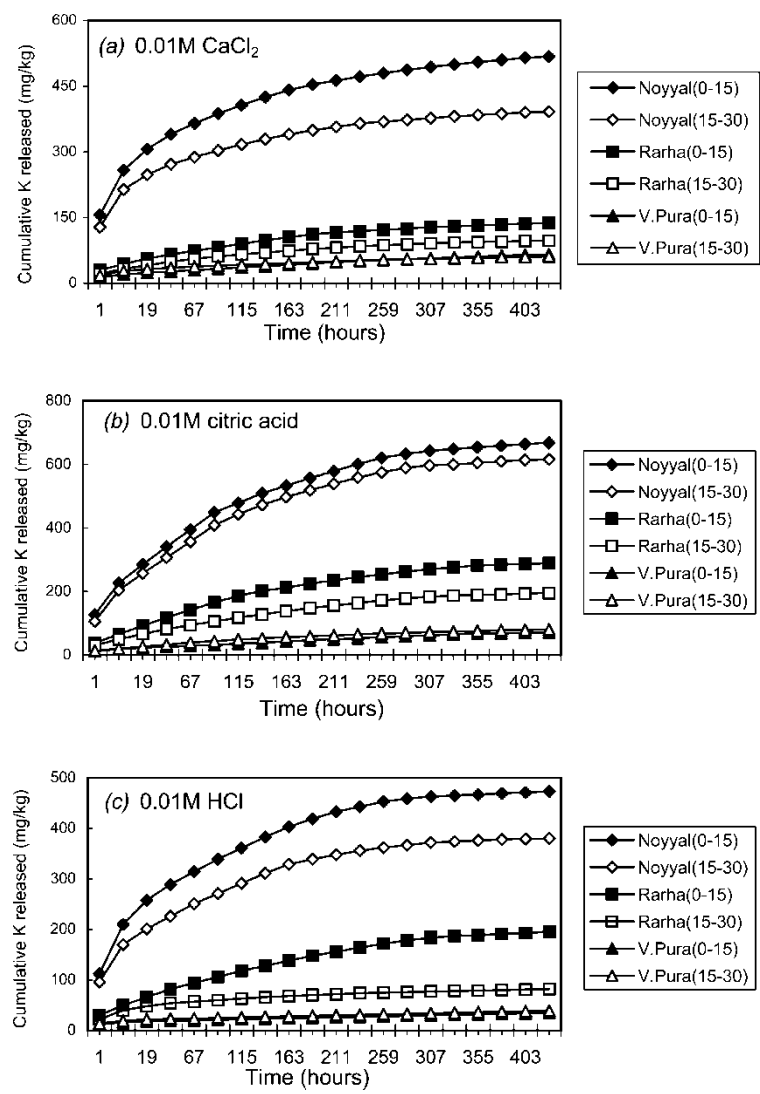 (a) 0.01M CaCl₂
Cumulative K released (mg/kg)
600
450
300
150
0
1 19 67 115 163 211 259 307 355 403
Time (hours)
Noyyal(0-15)
Noyyal(15-30)
Rarha(0-15)
Rarha(15-30)
V.Pura(0-15)
V.Pura(15-30)
(b) 0.01M citric acid
Cumulative K released (mg/kg)
800
600
400
200
0
1 19 67 115 163 211 259 307 355 403
Time (hours)
Noyyal(0-15)
Noyyal(15-30)
Rarha(0-15)
Rarha(15-30)
V.Pura(0-15)
V.Pura(15-30)
(c) 0.01M HCl
Cumulative K released (mg/kg)
500
400
300
200
100
0
1 19 67 115 163 211 259 307 355 403
Time (hours)
Noyyal(0-15)
Noyyal(15-30)
Rarha(0-15)
Rarha(15-30)
V.Pura(0-15)
V.Pura(15-30)